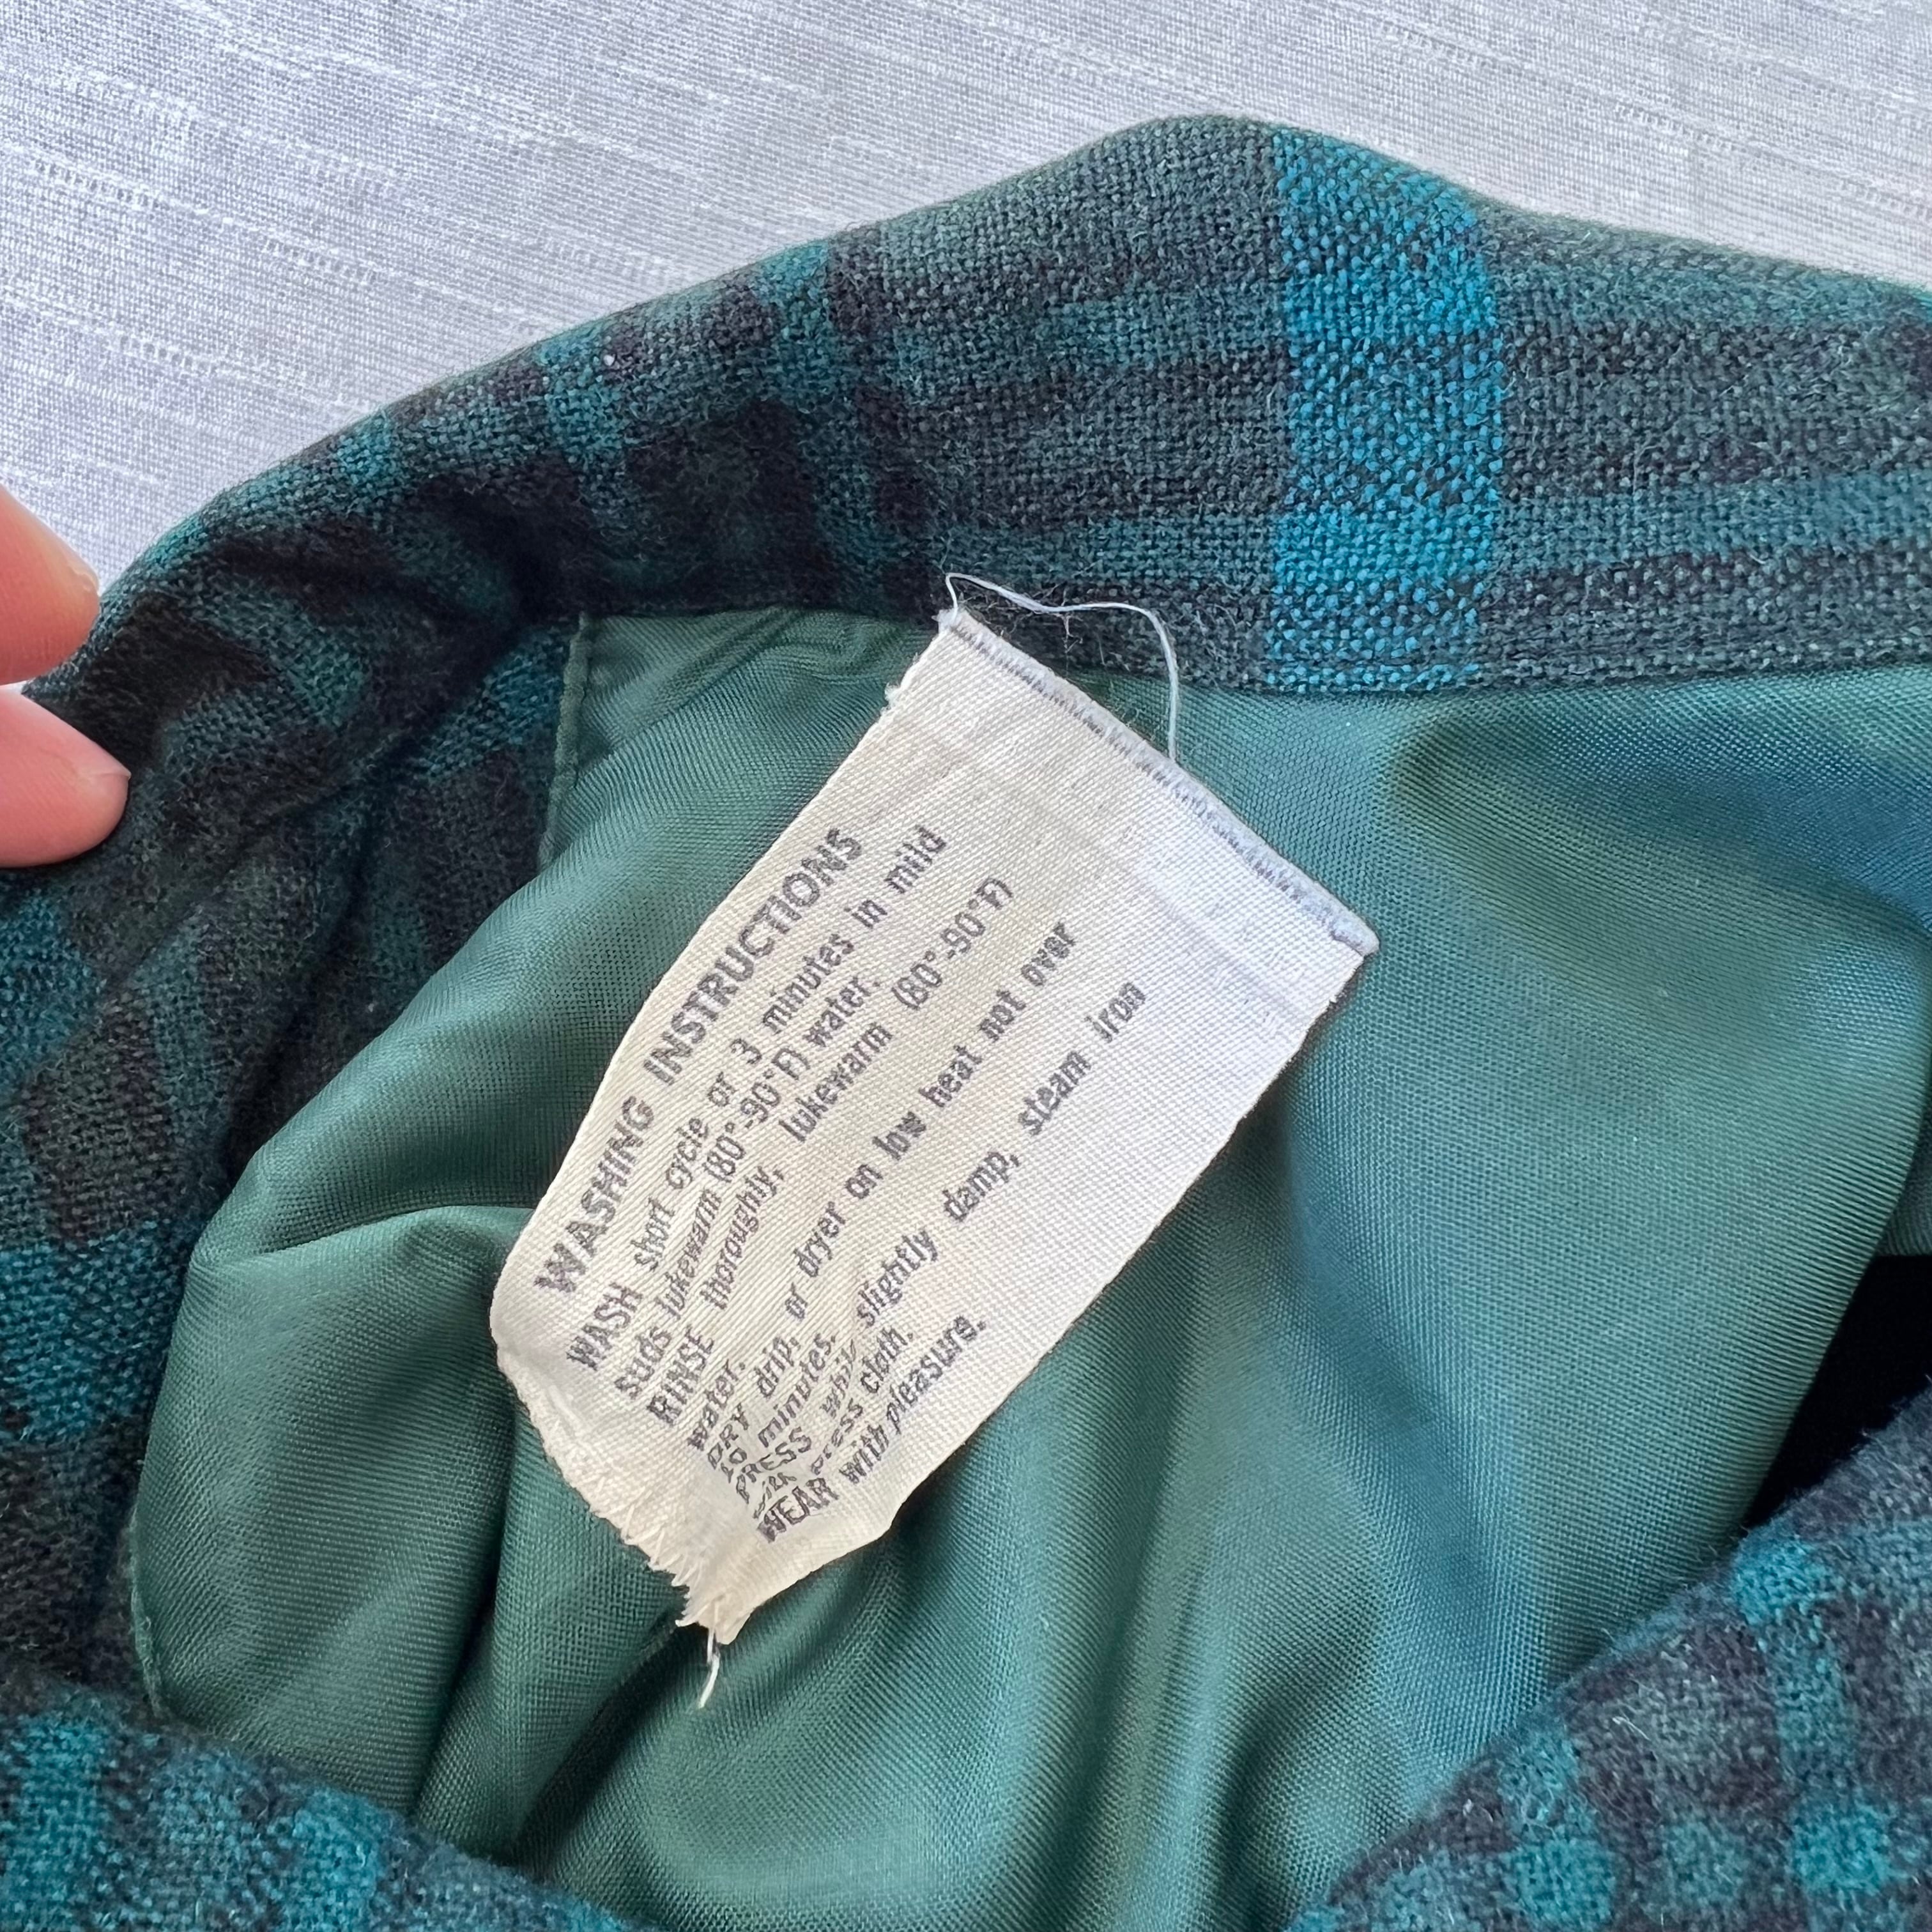 WASHING INSTRUCTIONS
WASH short cycle or 3 minutes in mild
suds lukewarm (80°-90°F) water.
RINSE thoroughly, lukewarm (80°-90°F)
water.
DRY drip, or dryer on low heat not over
10 minutes.
PRESS while slightly damp, steam iron
with press cloth.
WEAR with pleasure.